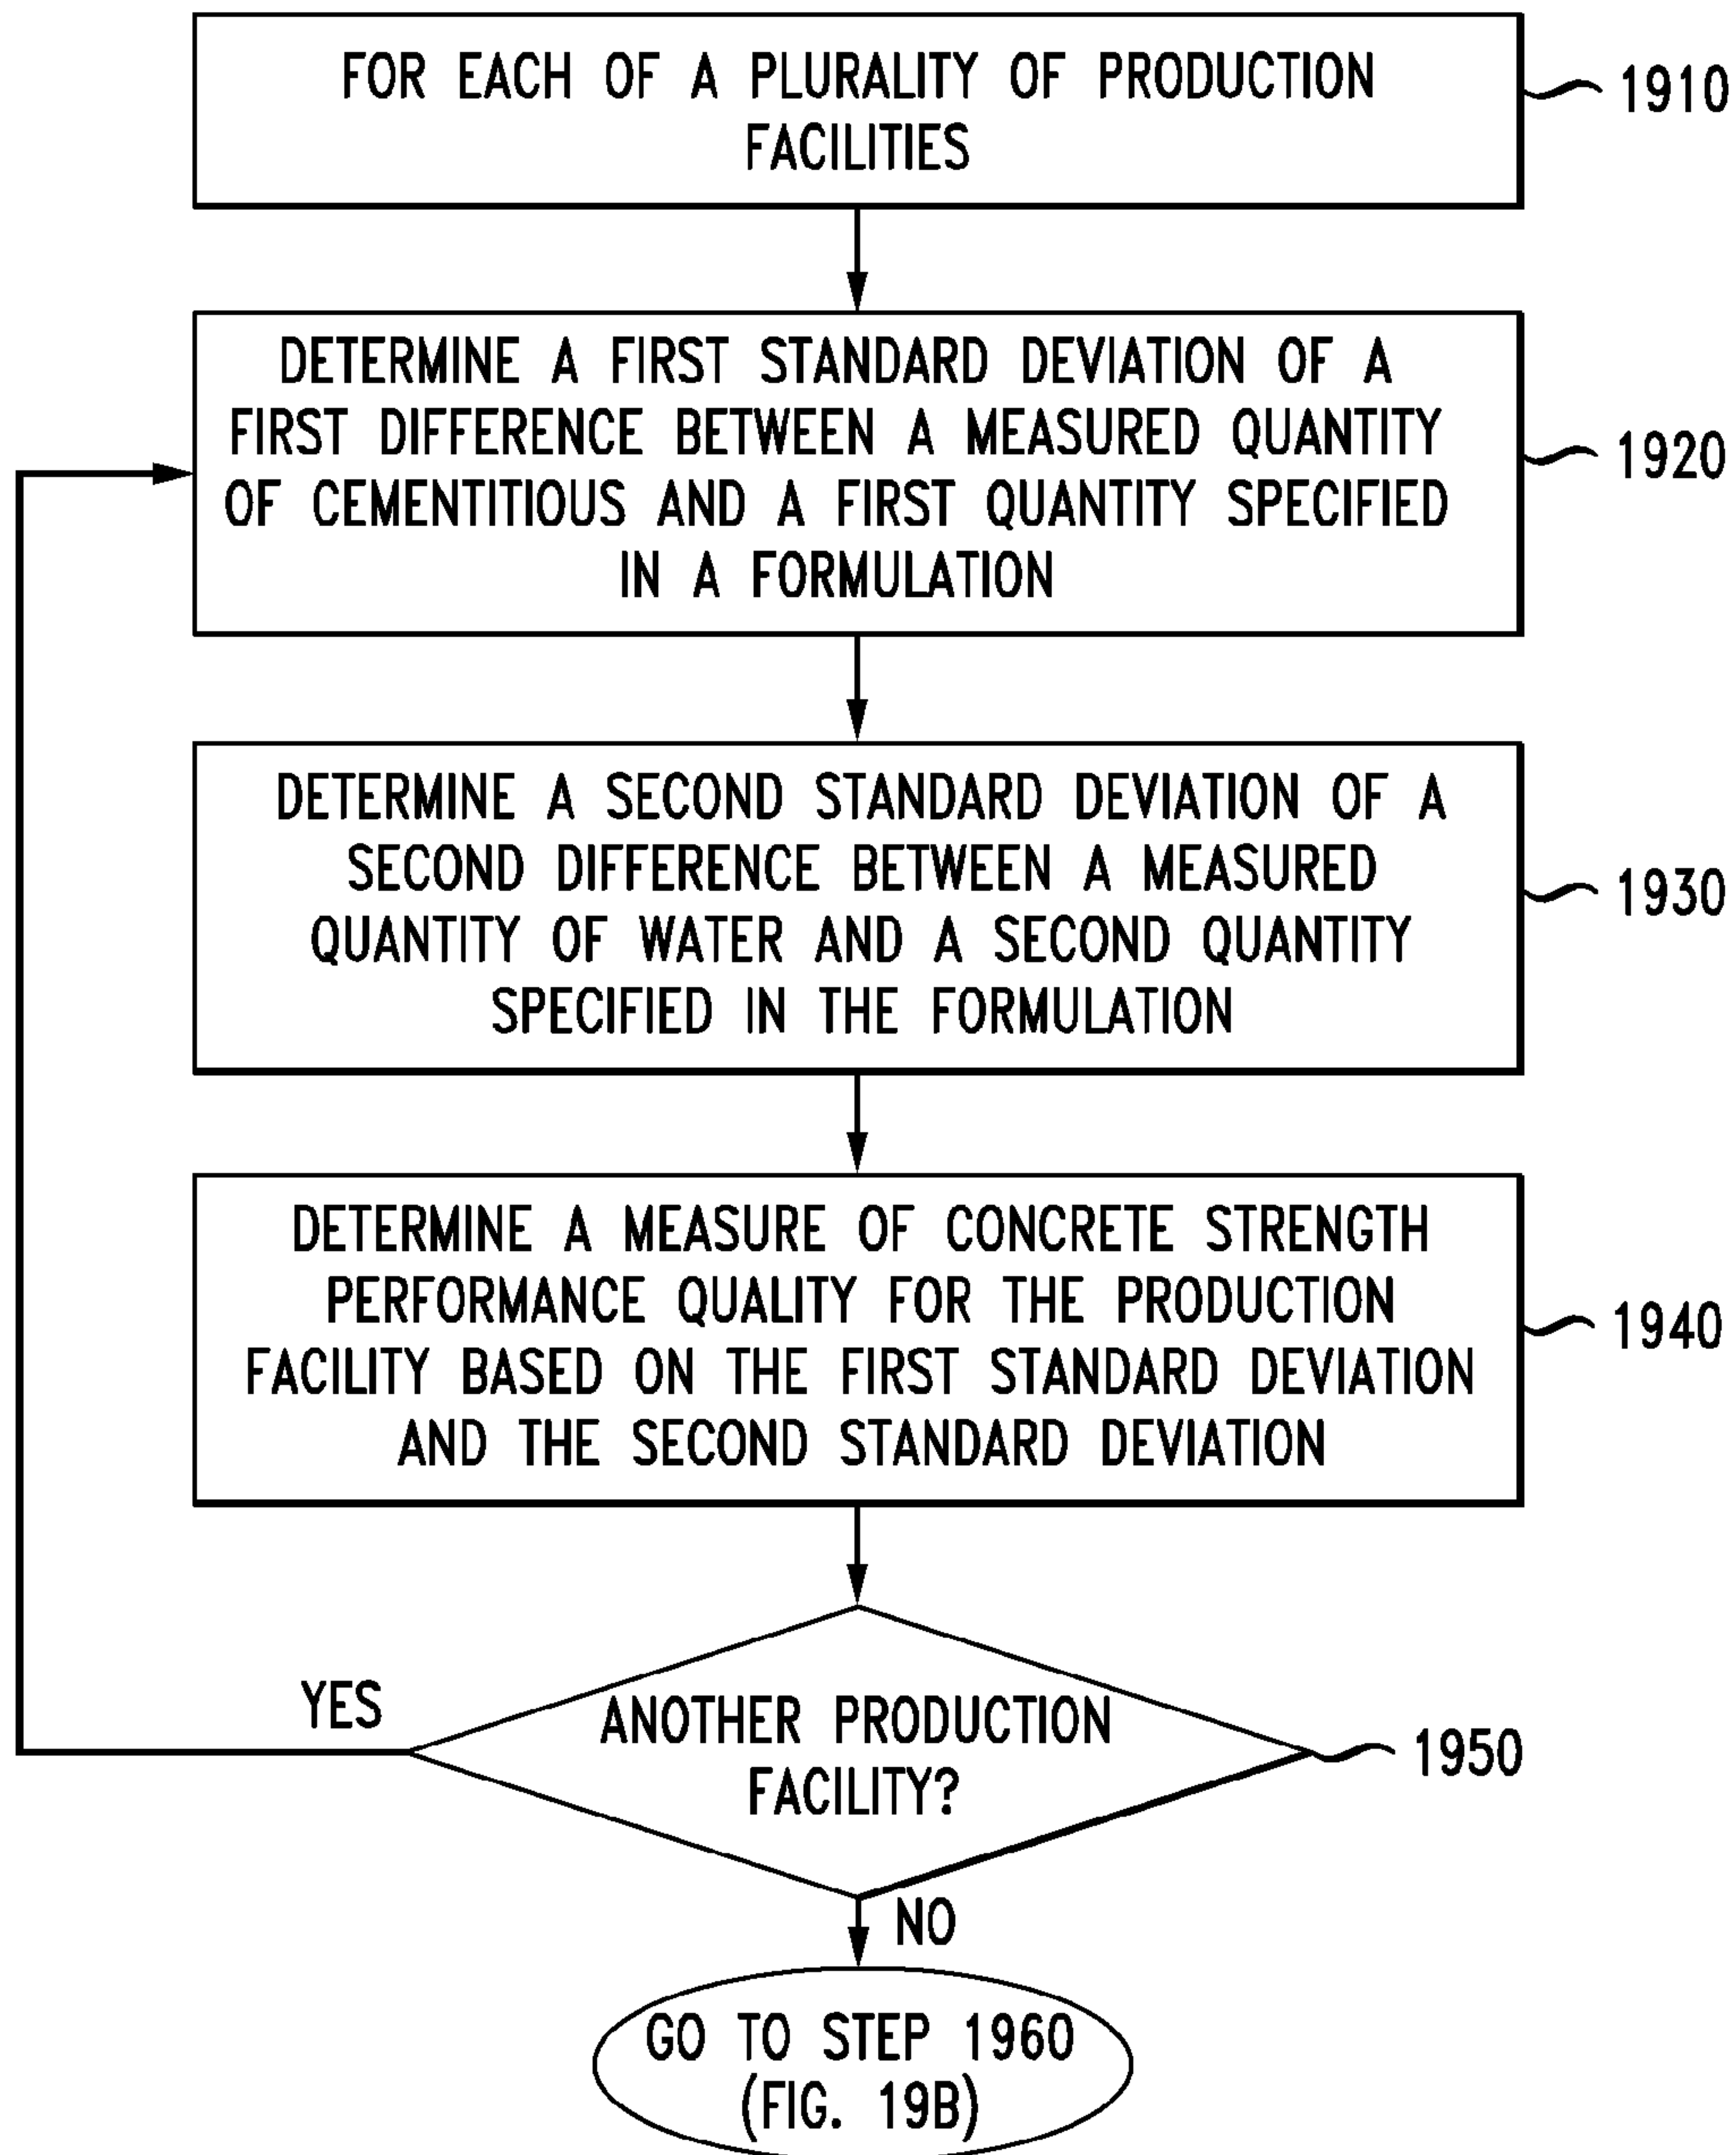 FOR EACH OF A PLURALITY OF PRODUCTION
FACILITIES
1910
DETERMINE A FIRST STANDARD DEVIATION OF A
FIRST DIFFERENCE BETWEEN A MEASURED QUANTITY
OF CEMENTITIOUS AND A FIRST QUANTITY SPECIFIED
IN A FORMULATION
1920
DETERMINE A SECOND STANDARD DEVIATION OF A
SECOND DIFFERENCE BETWEEN A MEASURED
QUANTITY OF WATER AND A SECOND QUANTITY
SPECIFIED IN THE FORMULATION
1930
DETERMINE A MEASURE OF CONCRETE STRENGTH
PERFORMANCE QUALITY FOR THE PRODUCTION
FACILITY BASED ON THE FIRST STANDARD DEVIATION
AND THE SECOND STANDARD DEVIATION
1940
YES
ANOTHER PRODUCTION
FACILITY?
1950
NO
GO TO STEP 1960
(FIG. 19B)